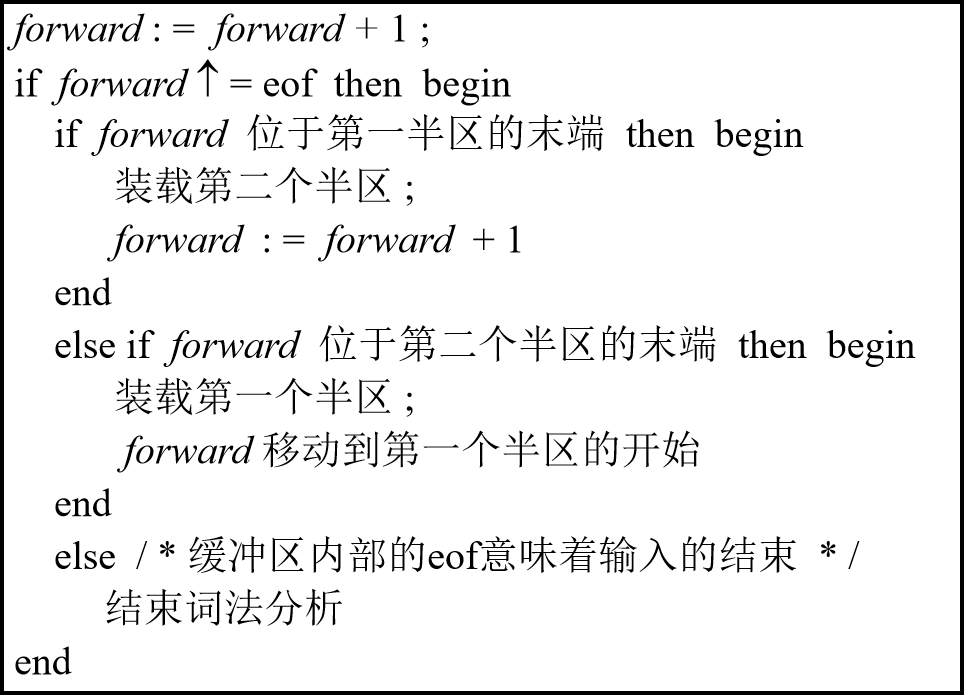 forward : = forward + 1 ;
if forward ↑ = eof then begin
if forward 位于第一半区的末端 then begin
装载第二个半区 ;
forward : = forward + 1
end
else if forward 位于第二个半区的末端 then begin
装载第一个半区 ;
forward 移动到第一个半区的开始
end
else / * 缓冲区内部的eof意味着输入的结束 * /
结束词法分析
end